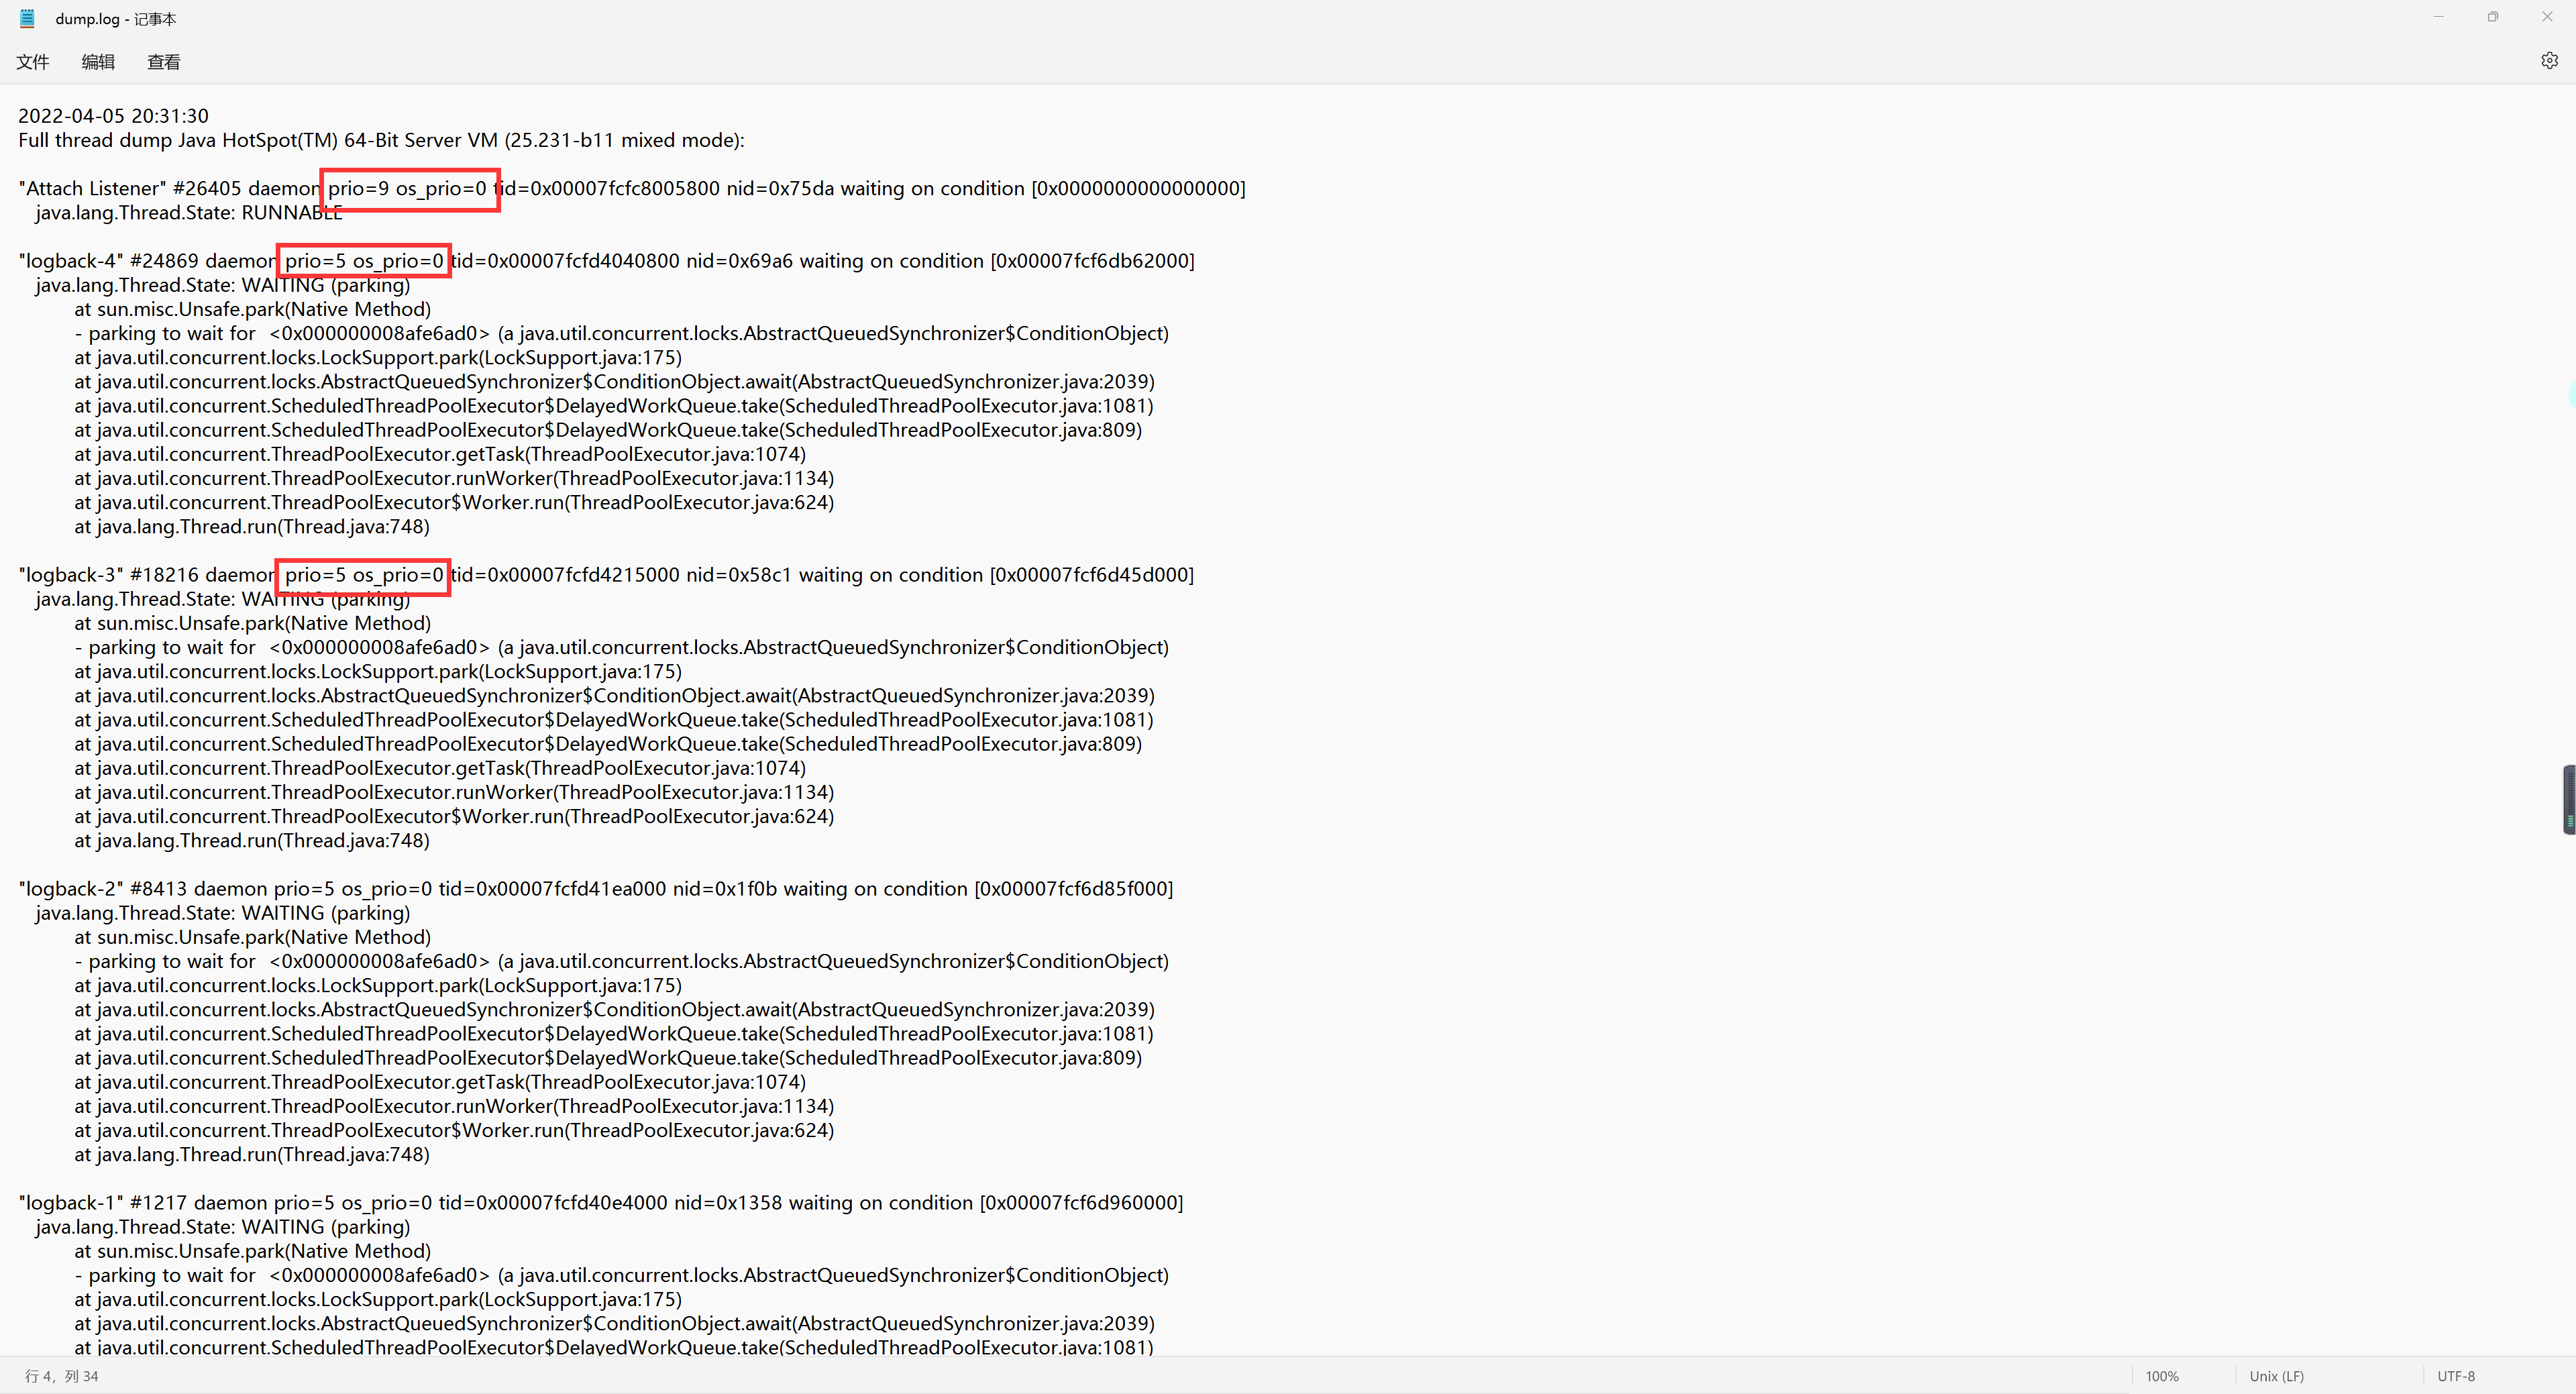 dump.log - 记事本
文件 编辑 查看
2022-04-05 20:31:30
Full thread dump Java HotSpot(TM) 64-Bit Server VM (25.231-b11 mixed mode):
"Attach Listener" #26405 daemon prio=9 os_prio=0 tid=0x00007fcfc8005800 nid=0x75da waiting on condition [0x0000000000000000]
java.lang.Thread.State: RUNNABLE
"logback-4" #24869 daemon prio=5 os_prio=0 tid=0x00007fcfd4040800 nid=0x69a6 waiting on condition [0x00007fcf6db62000]
java.lang.Thread.State: WAITING (parking)
at sun.misc.Unsafe.park(Native Method)
- parking to wait for  <0x000000008afe6ad0> (a java.util.concurrent.locks.AbstractQueuedSynchronizer$ConditionObject)
at java.util.concurrent.locks.LockSupport.park(LockSupport.java:175)
at java.util.concurrent.locks.AbstractQueuedSynchronizer$ConditionObject.await(AbstractQueuedSynchronizer.java:2039)
at java.util.concurrent.ScheduledThreadPoolExecutor$DelayedWorkQueue.take(ScheduledThreadPoolExecutor.java:1081)
at java.util.concurrent.ScheduledThreadPoolExecutor$DelayedWorkQueue.take(ScheduledThreadPoolExecutor.java:809)
at java.util.concurrent.ThreadPoolExecutor.getTask(ThreadPoolExecutor.java:1074)
at java.util.concurrent.ThreadPoolExecutor.runWorker(ThreadPoolExecutor.java:1134)
at java.util.concurrent.ThreadPoolExecutor$Worker.run(ThreadPoolExecutor.java:624)
at java.lang.Thread.run(Thread.java:748)
"logback-3" #18216 daemon prio=5 os_prio=0 tid=0x00007fcfd4215000 nid=0x58c1 waiting on condition [0x00007fcf6d45d000]
java.lang.Thread.State: WAITING (parking)
at sun.misc.Unsafe.park(Native Method)
- parking to wait for  <0x000000008afe6ad0> (a java.util.concurrent.locks.AbstractQueuedSynchronizer$ConditionObject)
at java.util.concurrent.locks.LockSupport.park(LockSupport.java:175)
at java.util.concurrent.locks.AbstractQueuedSynchronizer$ConditionObject.await(AbstractQueuedSynchronizer.java:2039)
at java.util.concurrent.ScheduledThreadPoolExecutor$DelayedWorkQueue.take(ScheduledThreadPoolExecutor.java:1081)
at java.util.concurrent.ScheduledThreadPoolExecutor$DelayedWorkQueue.take(ScheduledThreadPoolExecutor.java:809)
at java.util.concurrent.ThreadPoolExecutor.getTask(ThreadPoolExecutor.java:1074)
at java.util.concurrent.ThreadPoolExecutor.runWorker(ThreadPoolExecutor.java:1134)
at java.util.concurrent.ThreadPoolExecutor$Worker.run(ThreadPoolExecutor.java:624)
at java.lang.Thread.run(Thread.java:748)
"logback-2" #8413 daemon prio=5 os_prio=0 tid=0x00007fcfd41ea000 nid=0x1f0b waiting on condition [0x00007fcf6d85f000]
java.lang.Thread.State: WAITING (parking)
at sun.misc.Unsafe.park(Native Method)
- parking to wait for  <0x000000008afe6ad0> (a java.util.concurrent.locks.AbstractQueuedSynchronizer$ConditionObject)
at java.util.concurrent.locks.LockSupport.park(LockSupport.java:175)
at java.util.concurrent.locks.AbstractQueuedSynchronizer$ConditionObject.await(AbstractQueuedSynchronizer.java:2039)
at java.util.concurrent.ScheduledThreadPoolExecutor$DelayedWorkQueue.take(ScheduledThreadPoolExecutor.java:1081)
at java.util.concurrent.ScheduledThreadPoolExecutor$DelayedWorkQueue.take(ScheduledThreadPoolExecutor.java:809)
at java.util.concurrent.ThreadPoolExecutor.getTask(ThreadPoolExecutor.java:1074)
at java.util.concurrent.ThreadPoolExecutor.runWorker(ThreadPoolExecutor.java:1134)
at java.util.concurrent.ThreadPoolExecutor$Worker.run(ThreadPoolExecutor.java:624)
at java.lang.Thread.run(Thread.java:748)
"logback-1" #1217 daemon prio=5 os_prio=0 tid=0x00007fcfd40e4000 nid=0x1358 waiting on condition [0x00007fcf6d960000]
java.lang.Thread.State: WAITING (parking)
at sun.misc.Unsafe.park(Native Method)
- parking to wait for  <0x000000008afe6ad0> (a java.util.concurrent.locks.AbstractQueuedSynchronizer$ConditionObject)
at java.util.concurrent.locks.LockSupport.park(LockSupport.java:175)
at java.util.concurrent.locks.AbstractQueuedSynchronizer$ConditionObject.await(AbstractQueuedSynchronizer.java:2039)
at java.util.concurrent.ScheduledThreadPoolExecutor$DelayedWorkQueue.take(ScheduledThreadPoolExecutor.java:1081)
行 4, 列 34 100% Unix (LF) UTF-8